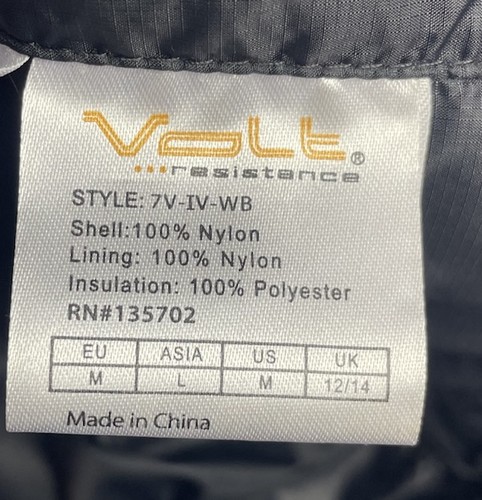 Volt®
...resistance
STYLE: 7V-IV-WB
Shell:100% Nylon
Lining: 100% Nylon
Insulation: 100% Polyester
RN#135702
EU ASIA US UK
M L M 12/14
Made in China